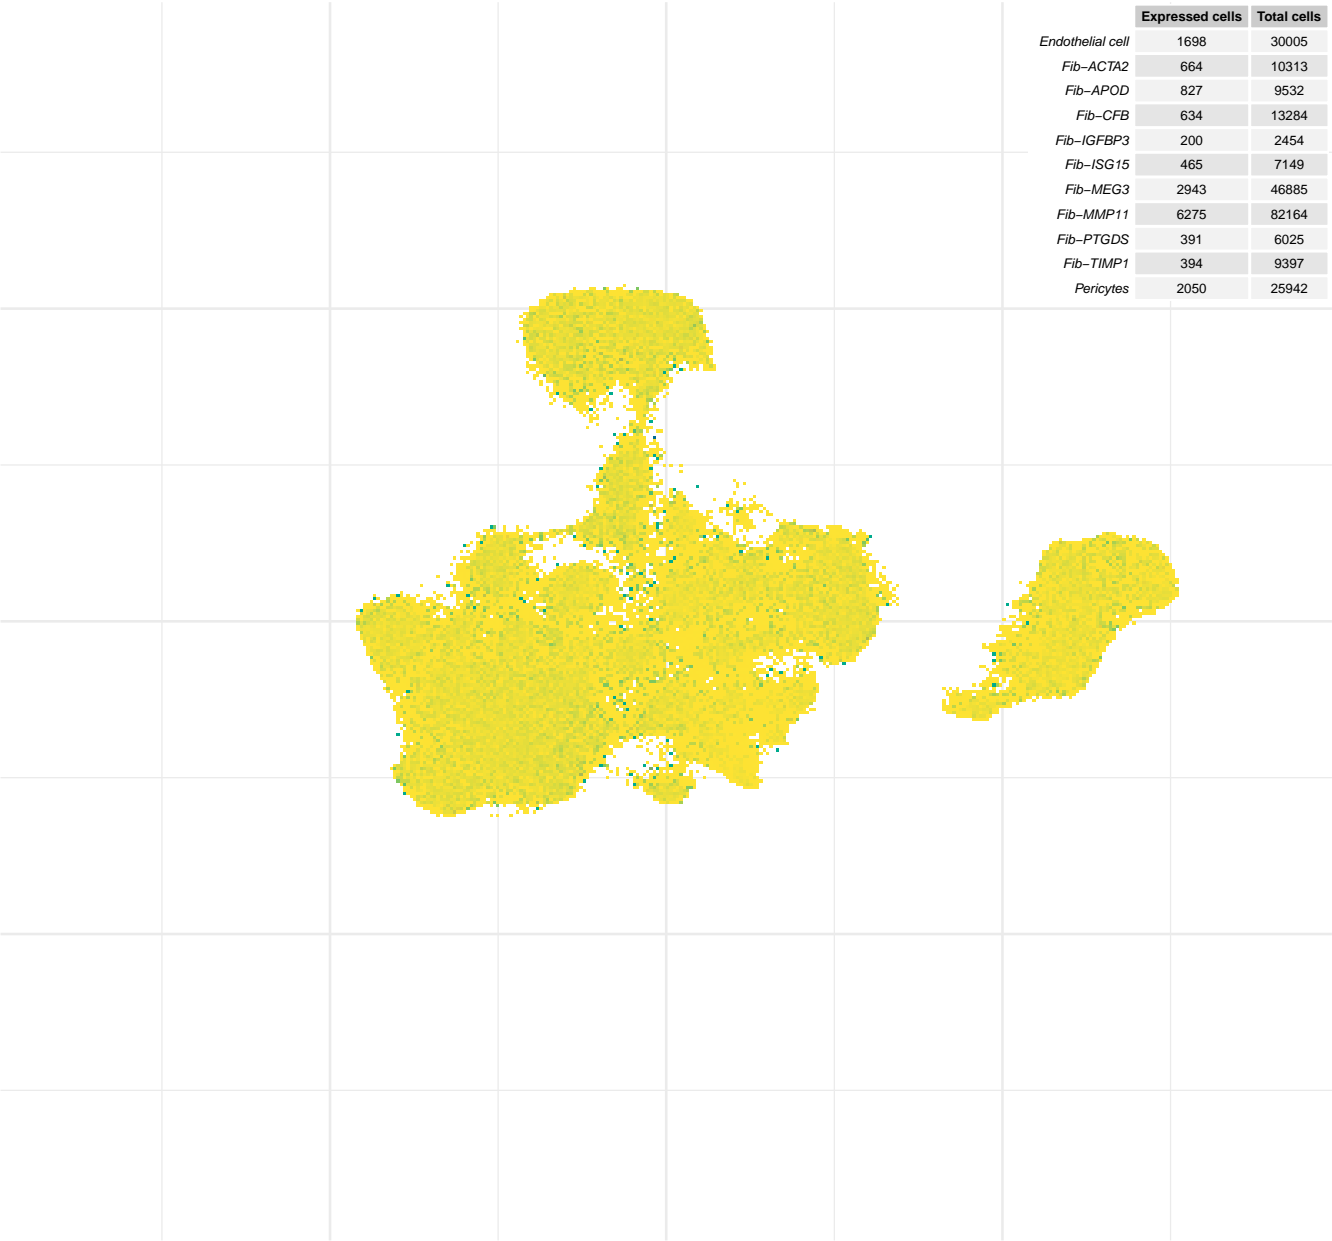 Expressed cells Total cells
Endothelial cell 1698 30005
Fib−ACTA2 664 10313
Fib−APOD 827 9532
Fib−CFB 634 13284
Fib−IGFBP3 200 2454
Fib−ISG15 465 7149
Fib−MEG3 2943 46885
Fib−MMP11 6275 82164
Fib−PTGDS 391 6025
Fib−TIMP1 394 9397
Pericytes 2050 25942